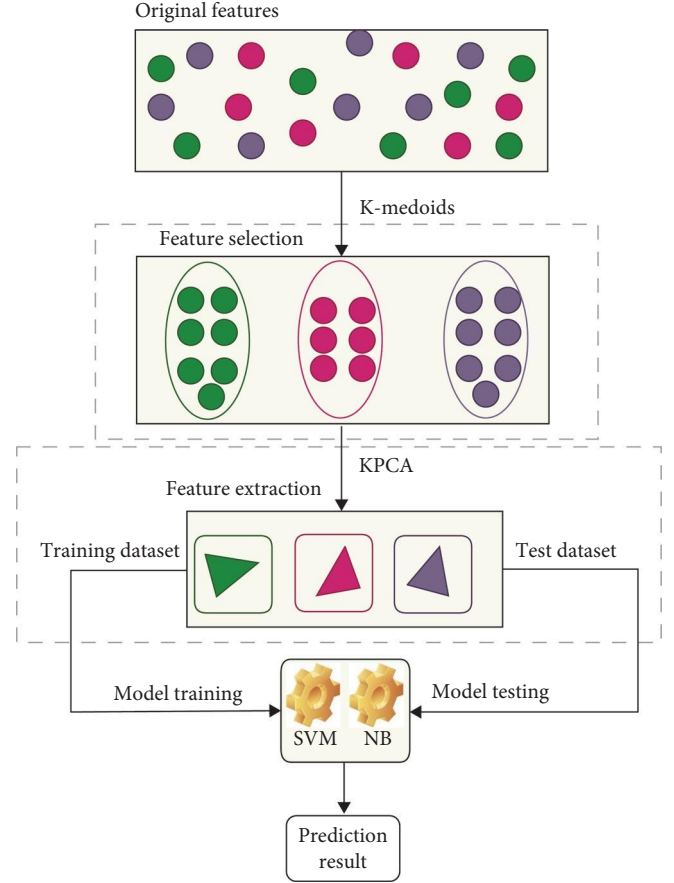 Original features
K-medoids
Feature selection
KPCA
Feature extraction
Training dataset
Test dataset
Model training
Model testing
SVM
NB
Prediction
result